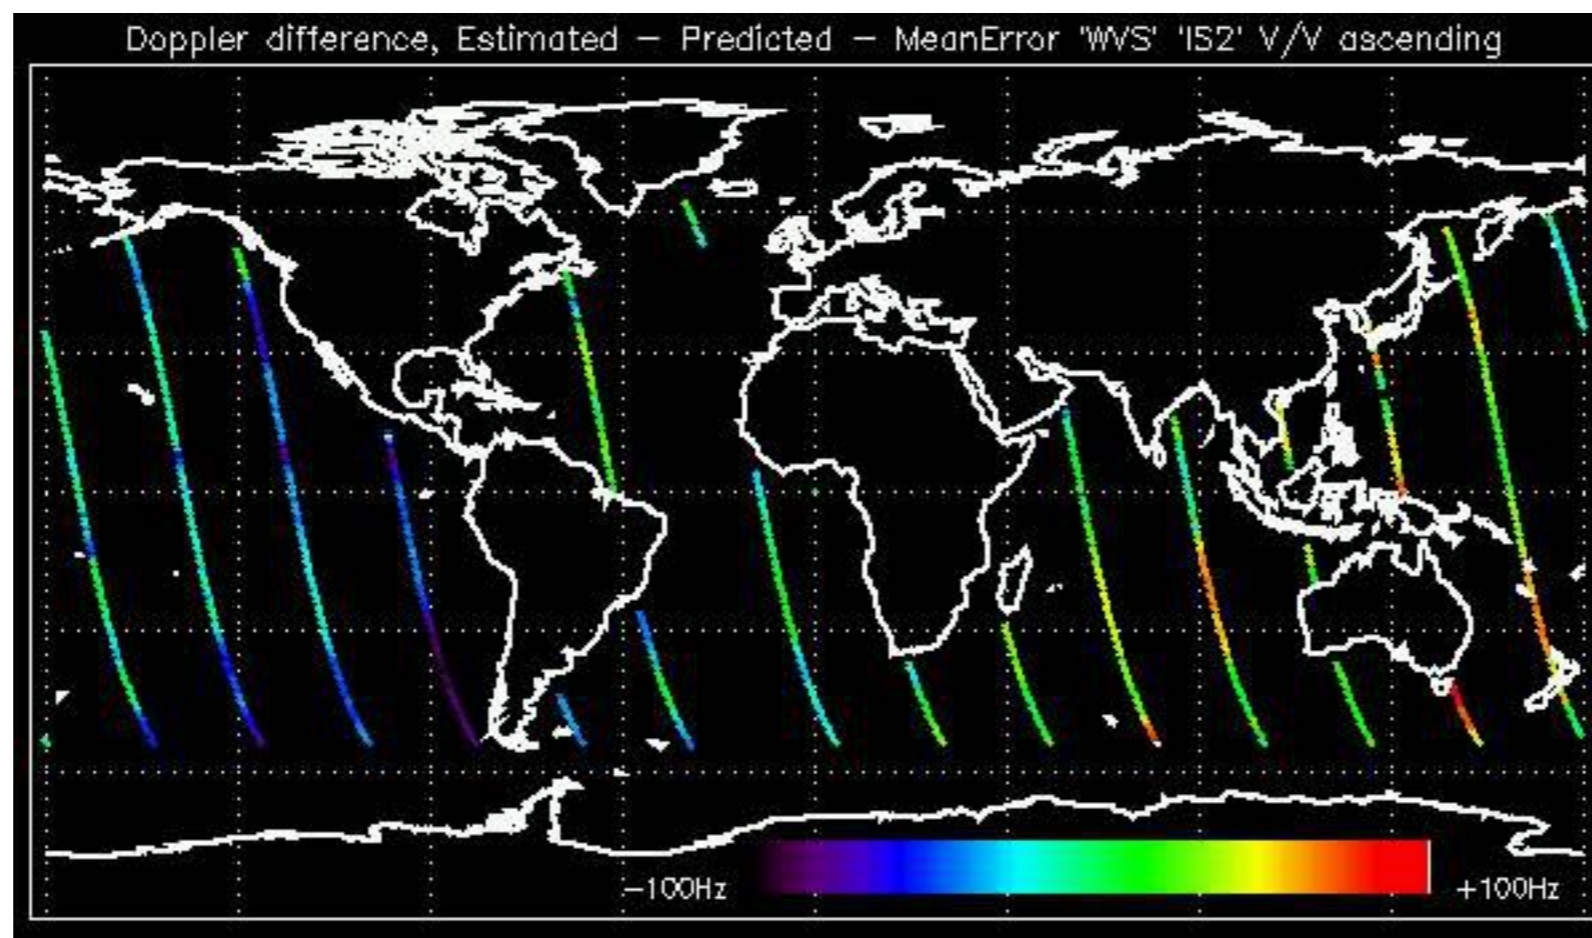 Doppler difference, Estimated – Predicted – MeanError 'WVS' 'IS2' V/V ascending
–100Hz
+100Hz